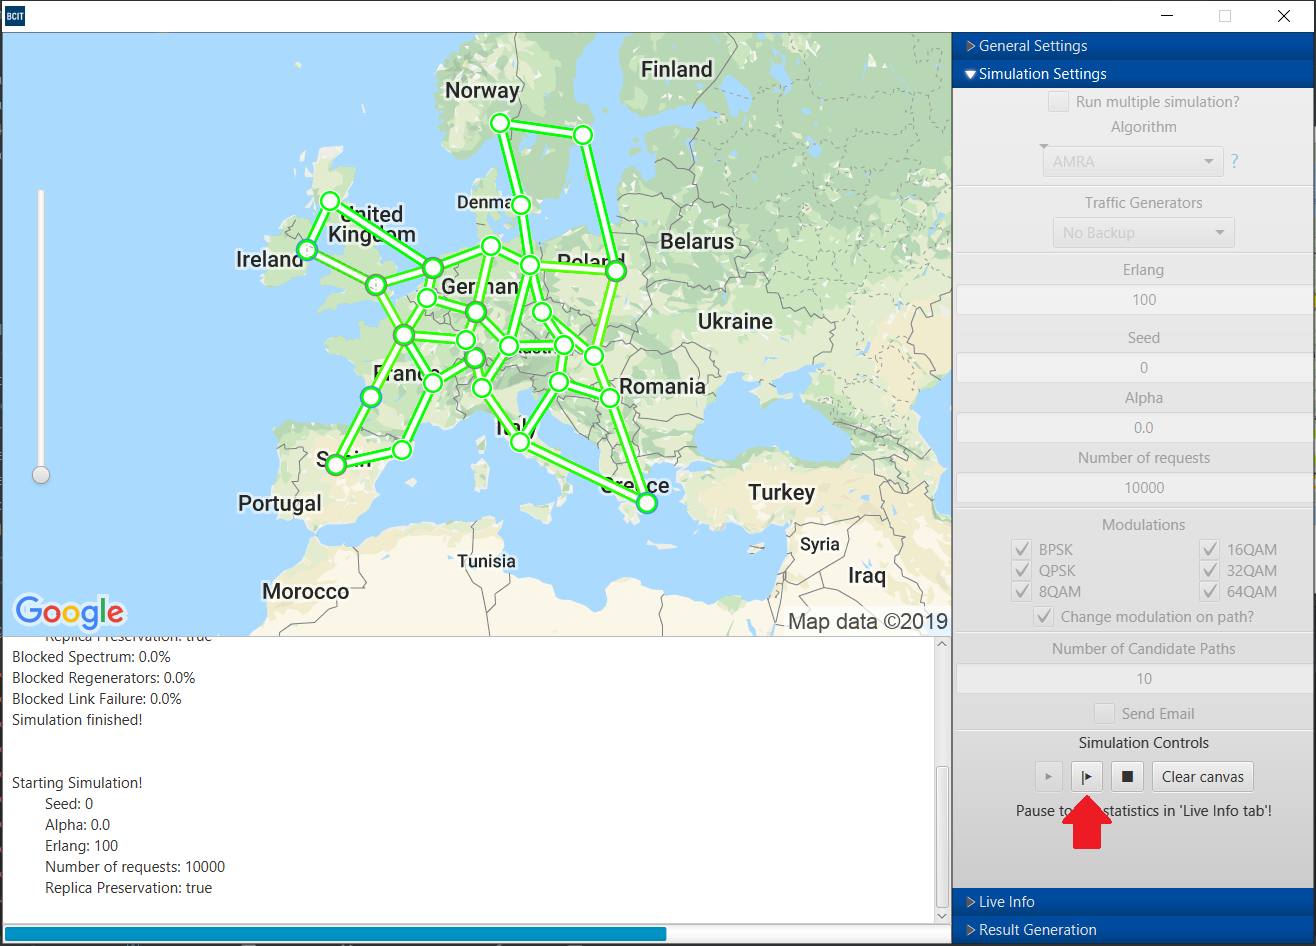 BCIT
General Settings
Simulation Settings
Run multiple simulation?
Algorithm
AMRA
?
Traffic Generators
No Backup
Erlang
100
Seed
0
Alpha
0.0
Number of requests
10000
Modulations
BPSK
16QAM
QPSK
32QAM
8QAM
64QAM
Change modulation on path?
Number of Candidate Paths
10
Send Email
Simulation Controls
Clear canvas
Pause to statistics in 'Live Info tab'!
Live Info
Result Generation
Finland
Norway
Denma
United
Kingdom
Ireland
Belarus
Poland
German
Ukraine
France
Romania
Italy
Spain
Greece
Portugal
Turkey
Syria
Tunisia
Iraq
Morocco
Google
Map data ©2019
Replica Preservation: true
Blocked Spectrum: 0.0%
Blocked Regenerators: 0.0%
Blocked Link Failure: 0.0%
Simulation finished!
Starting Simulation!
Seed: 0
Alpha: 0.0
Erlang: 100
Number of requests: 10000
Replica Preservation: true